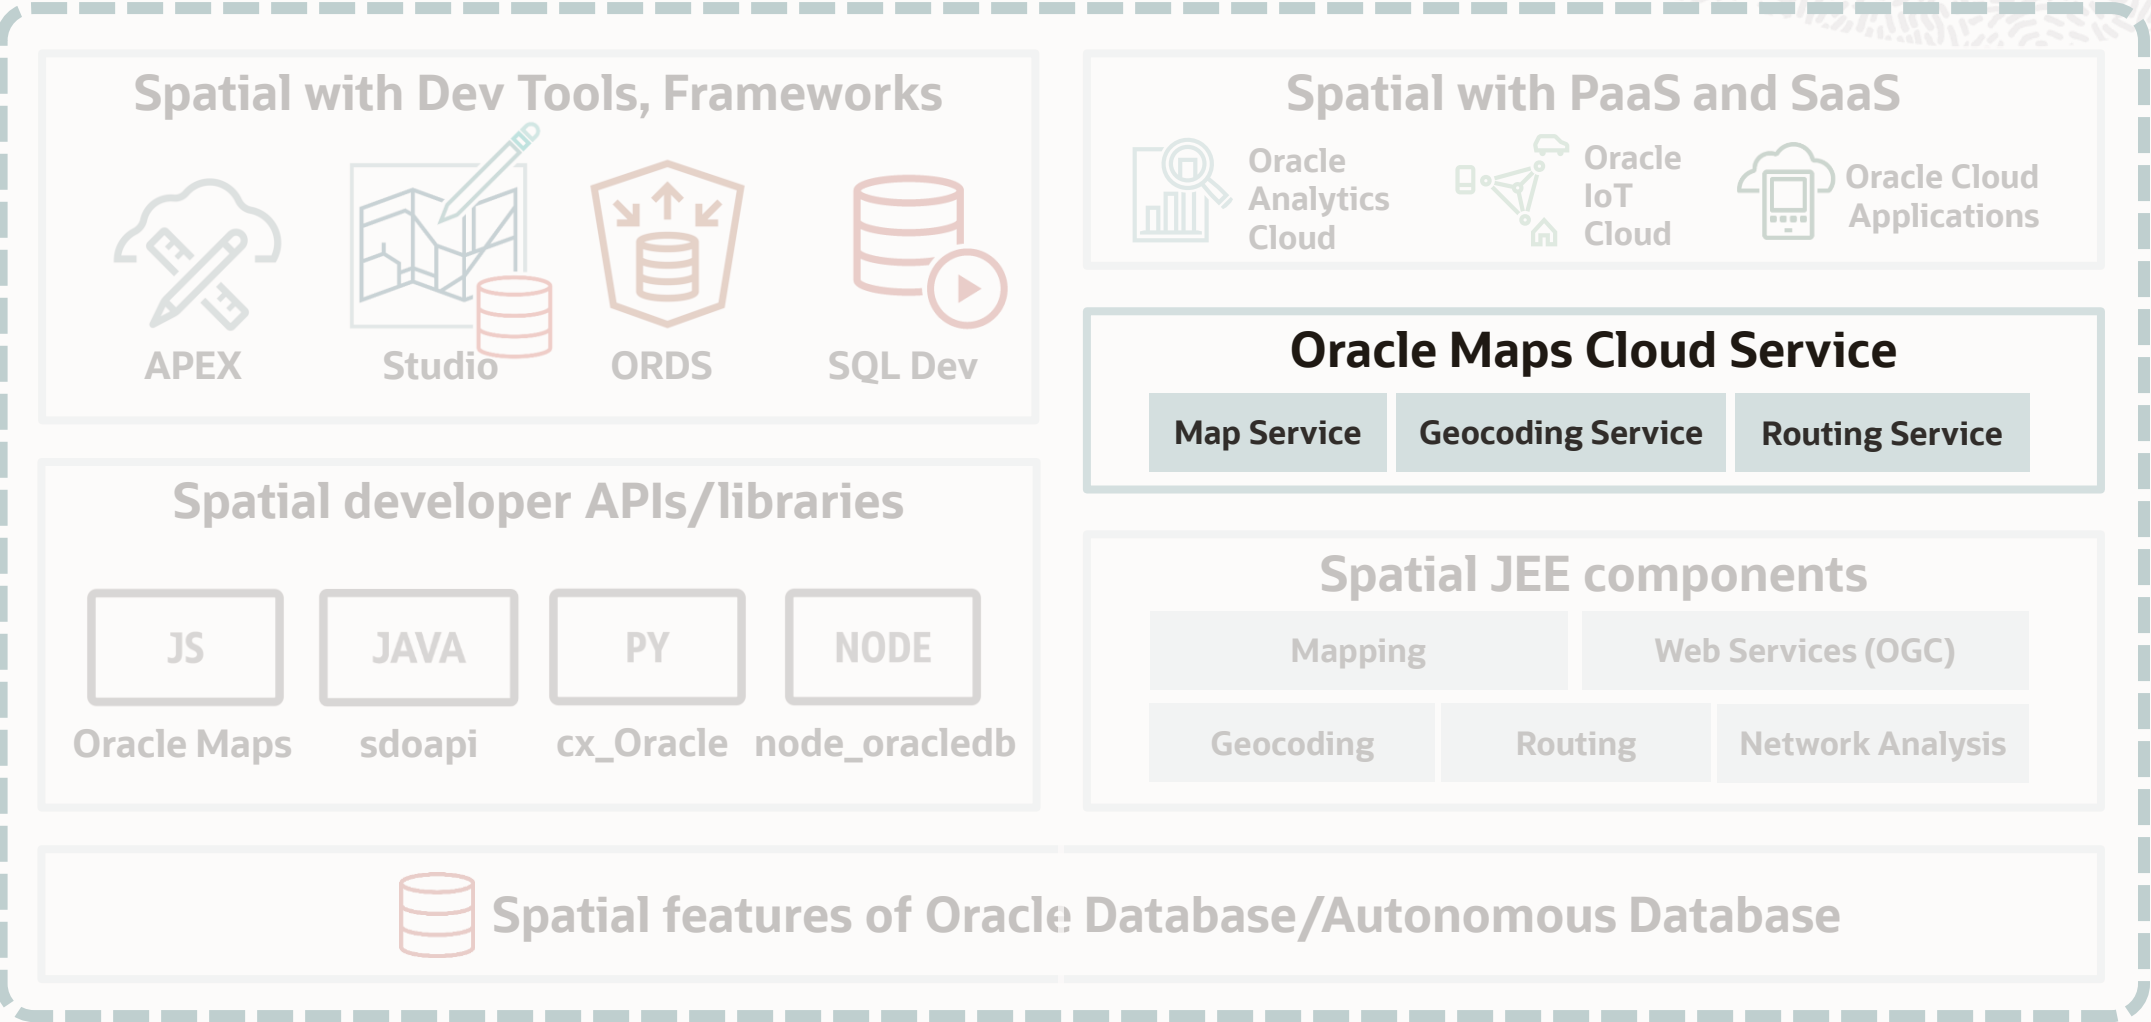 Spatial with Dev Tools, Frameworks
APEX
Studio
ORDS
SQL Dev
Spatial with PaaS and SaaS
Oracle
Analytics
Cloud
Oracle
IoT
Cloud
Oracle Cloud
Applications
Oracle Maps Cloud Service
Map Service
Geocoding Service
Routing Service
Spatial developer APIs/libraries
JS
JAVA
PY
NODE
Oracle Maps
sdoapi
cx_Oracle
node_oracledb
Spatial JEE components
Mapping
Web Services (OGC)
Geocoding
Routing
Network Analysis
Spatial features of Oracle Database/Autonomous Database